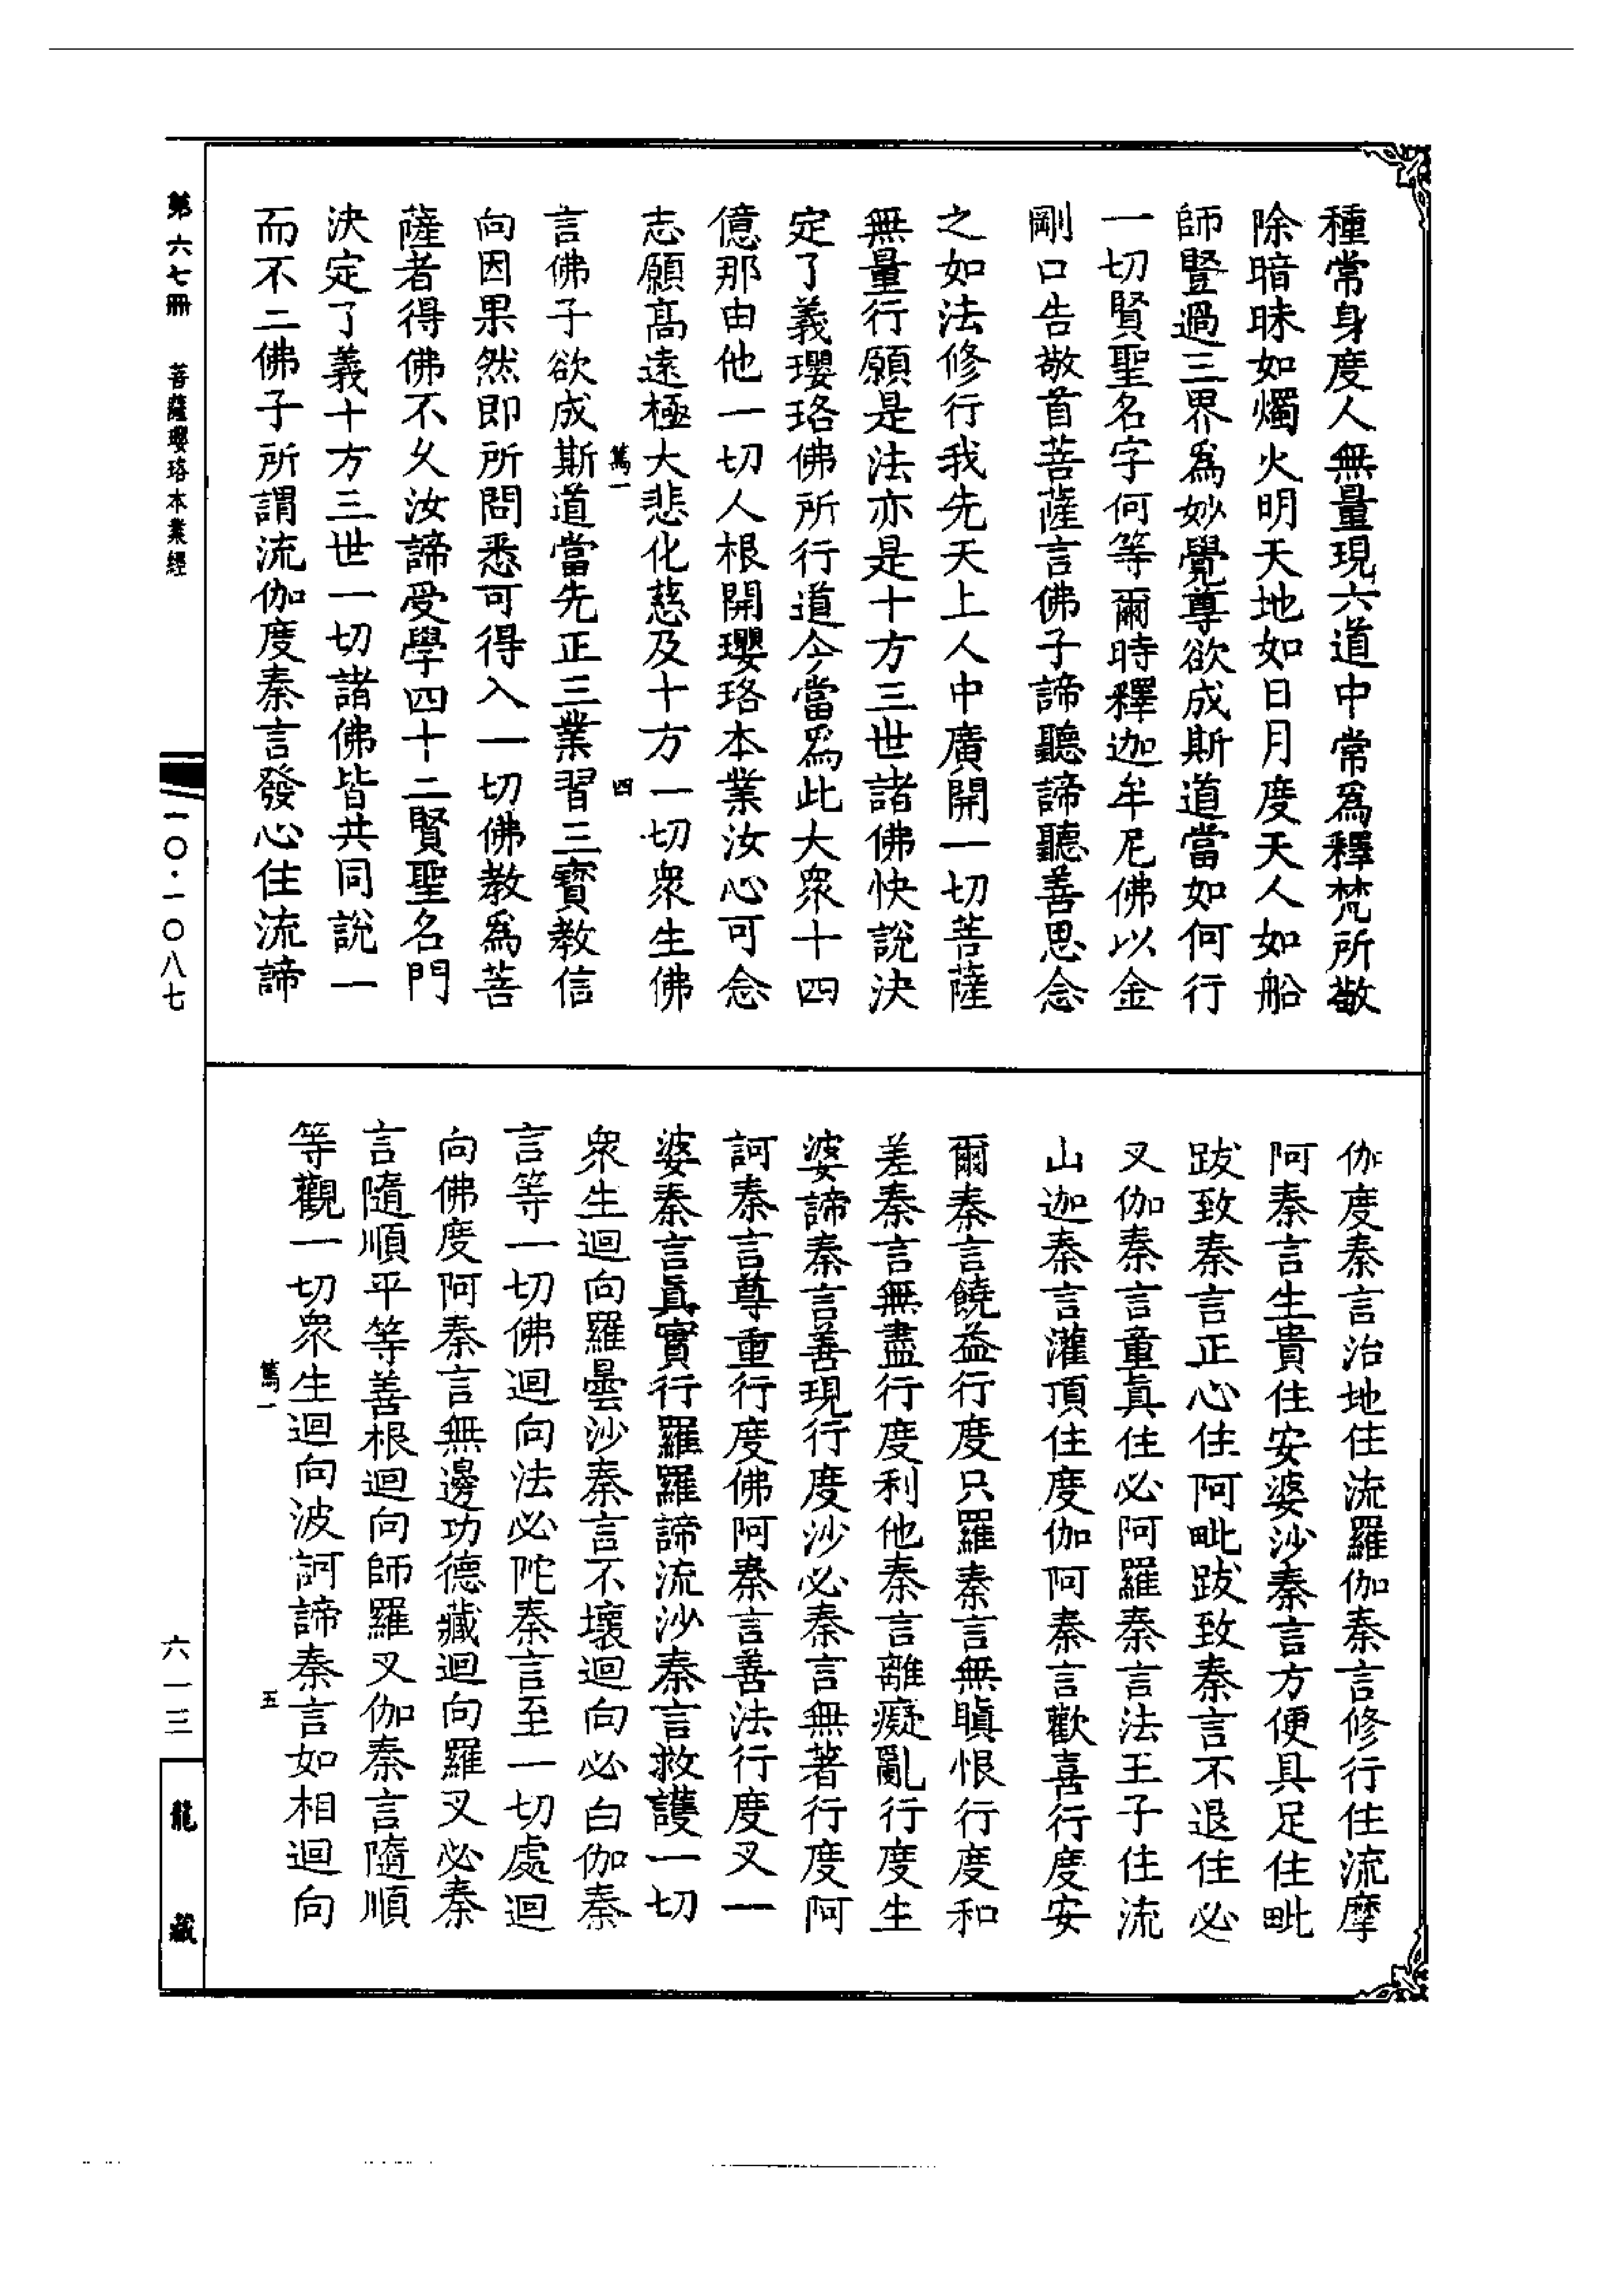 種常身度人無量現六道中常爲釋梵所敬
除暗昧如燭火明天地如日月度天人如船
師豎過三界爲妙覺尊欲成斯道當如何行
一切賢聖名字何等爾時釋迦牟尼佛以金
剛口告敬首菩薩言佛子諦聽諦聽善思念
之如法修行我先天上人中廣開一切菩薩
無量行願是法亦是十方三世諸佛快說決
定了義瓔珞佛所行道今當爲此大衆十四
億那由他一切人根開瓔珞本業汝心可念
志願高遠極大悲化慈及十方一切衆生佛
篤一 四
言佛子欲成斯道當先正三業習三寶教信
向因果然即所問悉可得入一切佛教爲菩
薩者得佛不久汝諦受學四十二賢聖名門
決定了義十方三世一切諸佛皆共同說一
而不二佛子所謂流伽度秦言發心住流諦
伽度秦言治地住流羅伽秦言修行住流摩
阿秦言生貴住安婆沙秦言方便具足住毗
跋致秦言正心住阿毗跋致秦言不退住必
叉伽秦言童眞住必阿羅秦言法王子住流
山迦秦言灌頂住度伽阿秦言歡喜行度安
爾秦言饒益行度只羅秦言無瞋恨行度和
差秦言無盡行度利他秦言離癡亂行度生
婆諦秦言善現行度沙必秦言無著行度阿
訶秦言尊重行度佛阿秦言善法行度叉一
婆秦言眞實行羅羅諦流沙秦言救護一切
衆生迴向羅曇沙秦言不壞迴向必白伽秦
言等一切佛迴向法必陀秦言至一切處迴
向佛度阿秦言無邊功德藏迴向羅叉必秦
言隨順平等善根迴向師羅叉伽秦言隨順
等觀一切衆生迴向波訶諦秦言如相迴向
篤一 五
第六七冊 菩薩瓔珞本業經 一〇·一〇八七
六一三 龍藏